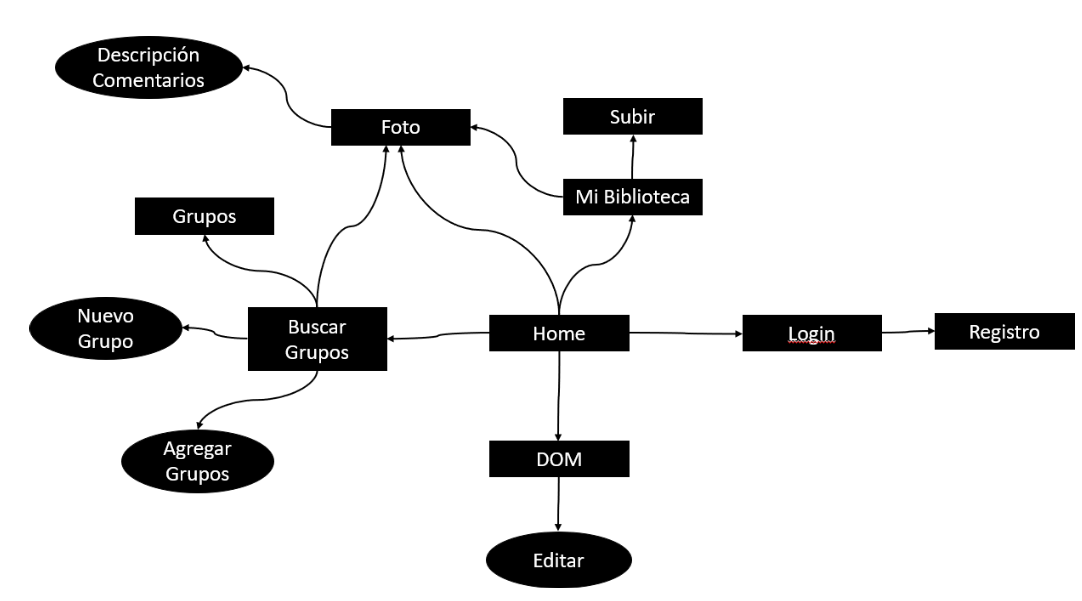 Descripción
Comentarios
Foto
Subir
Mi Biblioteca
Grupos
Nuevo
Grupo
Buscar
Grupos
Home
Login
Registro
Agregar
Grupos
DOM
Editar